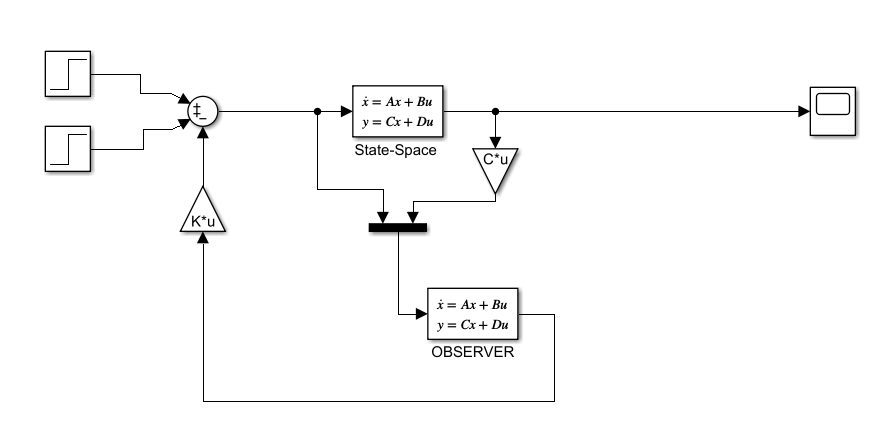 +
+
−
ẋ = Ax + Bu
y = Cx + Du
State-Space
C*u
K*u
ẋ = Ax + Bu
y = Cx + Du
OBSERVER